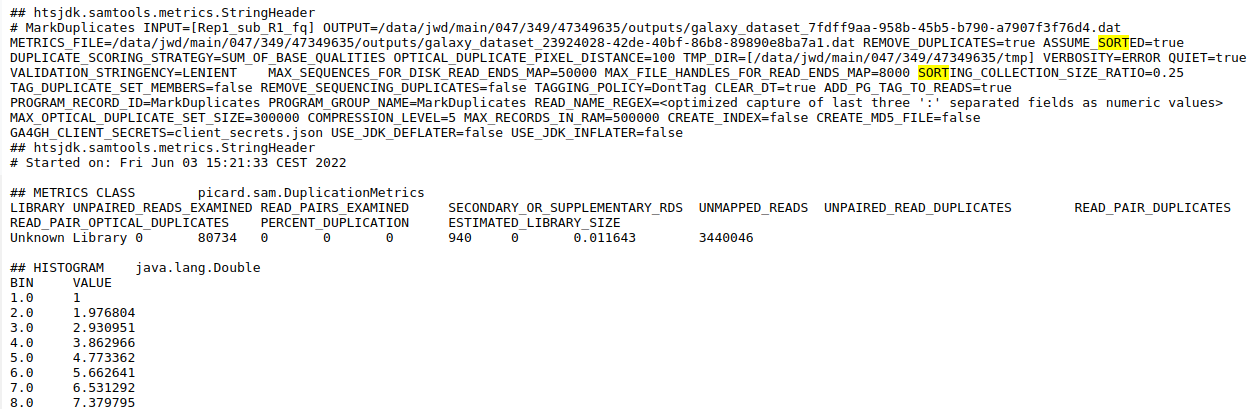 ## htsjdk.samtools.metrics.StringHeader
# MarkDuplicates INPUT=[Rep1_sub_R1_fq] OUTPUT=/data/jwd/main/047/349/47349635/outputs/galaxy_dataset_7fdff9aa-958b-45b5-b790-a7907f3f76d4.dat
METRICS_FILE=/data/jwd/main/047/349/47349635/outputs/galaxy_dataset_23924028-42de-40bf-86b8-89890e8ba7a1.dat REMOVE_DUPLICATES=true ASSUME_SORTED=true
DUPLICATE_SCORING_STRATEGY=SUM_OF_BASE_QUALITIES OPTICAL_DUPLICATE_PIXEL_DISTANCE=100 TMP_DIR=[/data/jwd/main/047/349/47349635/tmp] VERBOSITY=ERROR QUIET=true
VALIDATION_STRINGENCY=LENIENT    MAX_SEQUENCES_FOR_DISK_READ_ENDS_MAP=50000 MAX_FILE_HANDLES_FOR_READ_ENDS_MAP=8000 SORTING_COLLECTION_SIZE_RATIO=0.25
TAG_DUPLICATE_SET_MEMBERS=false REMOVE_SEQUENCING_DUPLICATES=false TAGGING_POLICY=DontTag CLEAR_DT=true ADD_PG_TAG_TO_READS=true
PROGRAM_RECORD_ID=MarkDuplicates PROGRAM_GROUP_NAME=MarkDuplicates READ_NAME_REGEX=<optimized capture of last three ':' separated fields as numeric values>
MAX_OPTICAL_DUPLICATE_SET_SIZE=300000 COMPRESSION_LEVEL=5 MAX_RECORDS_IN_RAM=500000 CREATE_INDEX=false CREATE_MD5_FILE=false
GA4GH_CLIENT_SECRETS=client_secrets.json USE_JDK_DEFLATER=false USE_JDK_INFLATER=false
## htsjdk.samtools.metrics.StringHeader
# Started on: Fri Jun 03 15:21:33 CEST 2022
## METRICS CLASS        picard.sam.DuplicationMetrics
LIBRARY UNPAIRED_READS_EXAMINED READ_PAIRS_EXAMINED     SECONDARY_OR_SUPPLEMENTARY_RDS  UNMAPPED_READS  UNPAIRED_READ_DUPLICATES        READ_PAIR_DUPLICATES
READ_PAIR_OPTICAL_DUPLICATES    PERCENT_DUPLICATION     ESTIMATED_LIBRARY_SIZE
Unknown Library 0       80734   0       0       0       940     0       0.011643        3440046
## HISTOGRAM    java.lang.Double
BIN     VALUE
1.0     1
2.0     1.976804
3.0     2.930951
4.0     3.862966
5.0     4.773362
6.0     5.662641
7.0     6.531292
8.0     7.379795